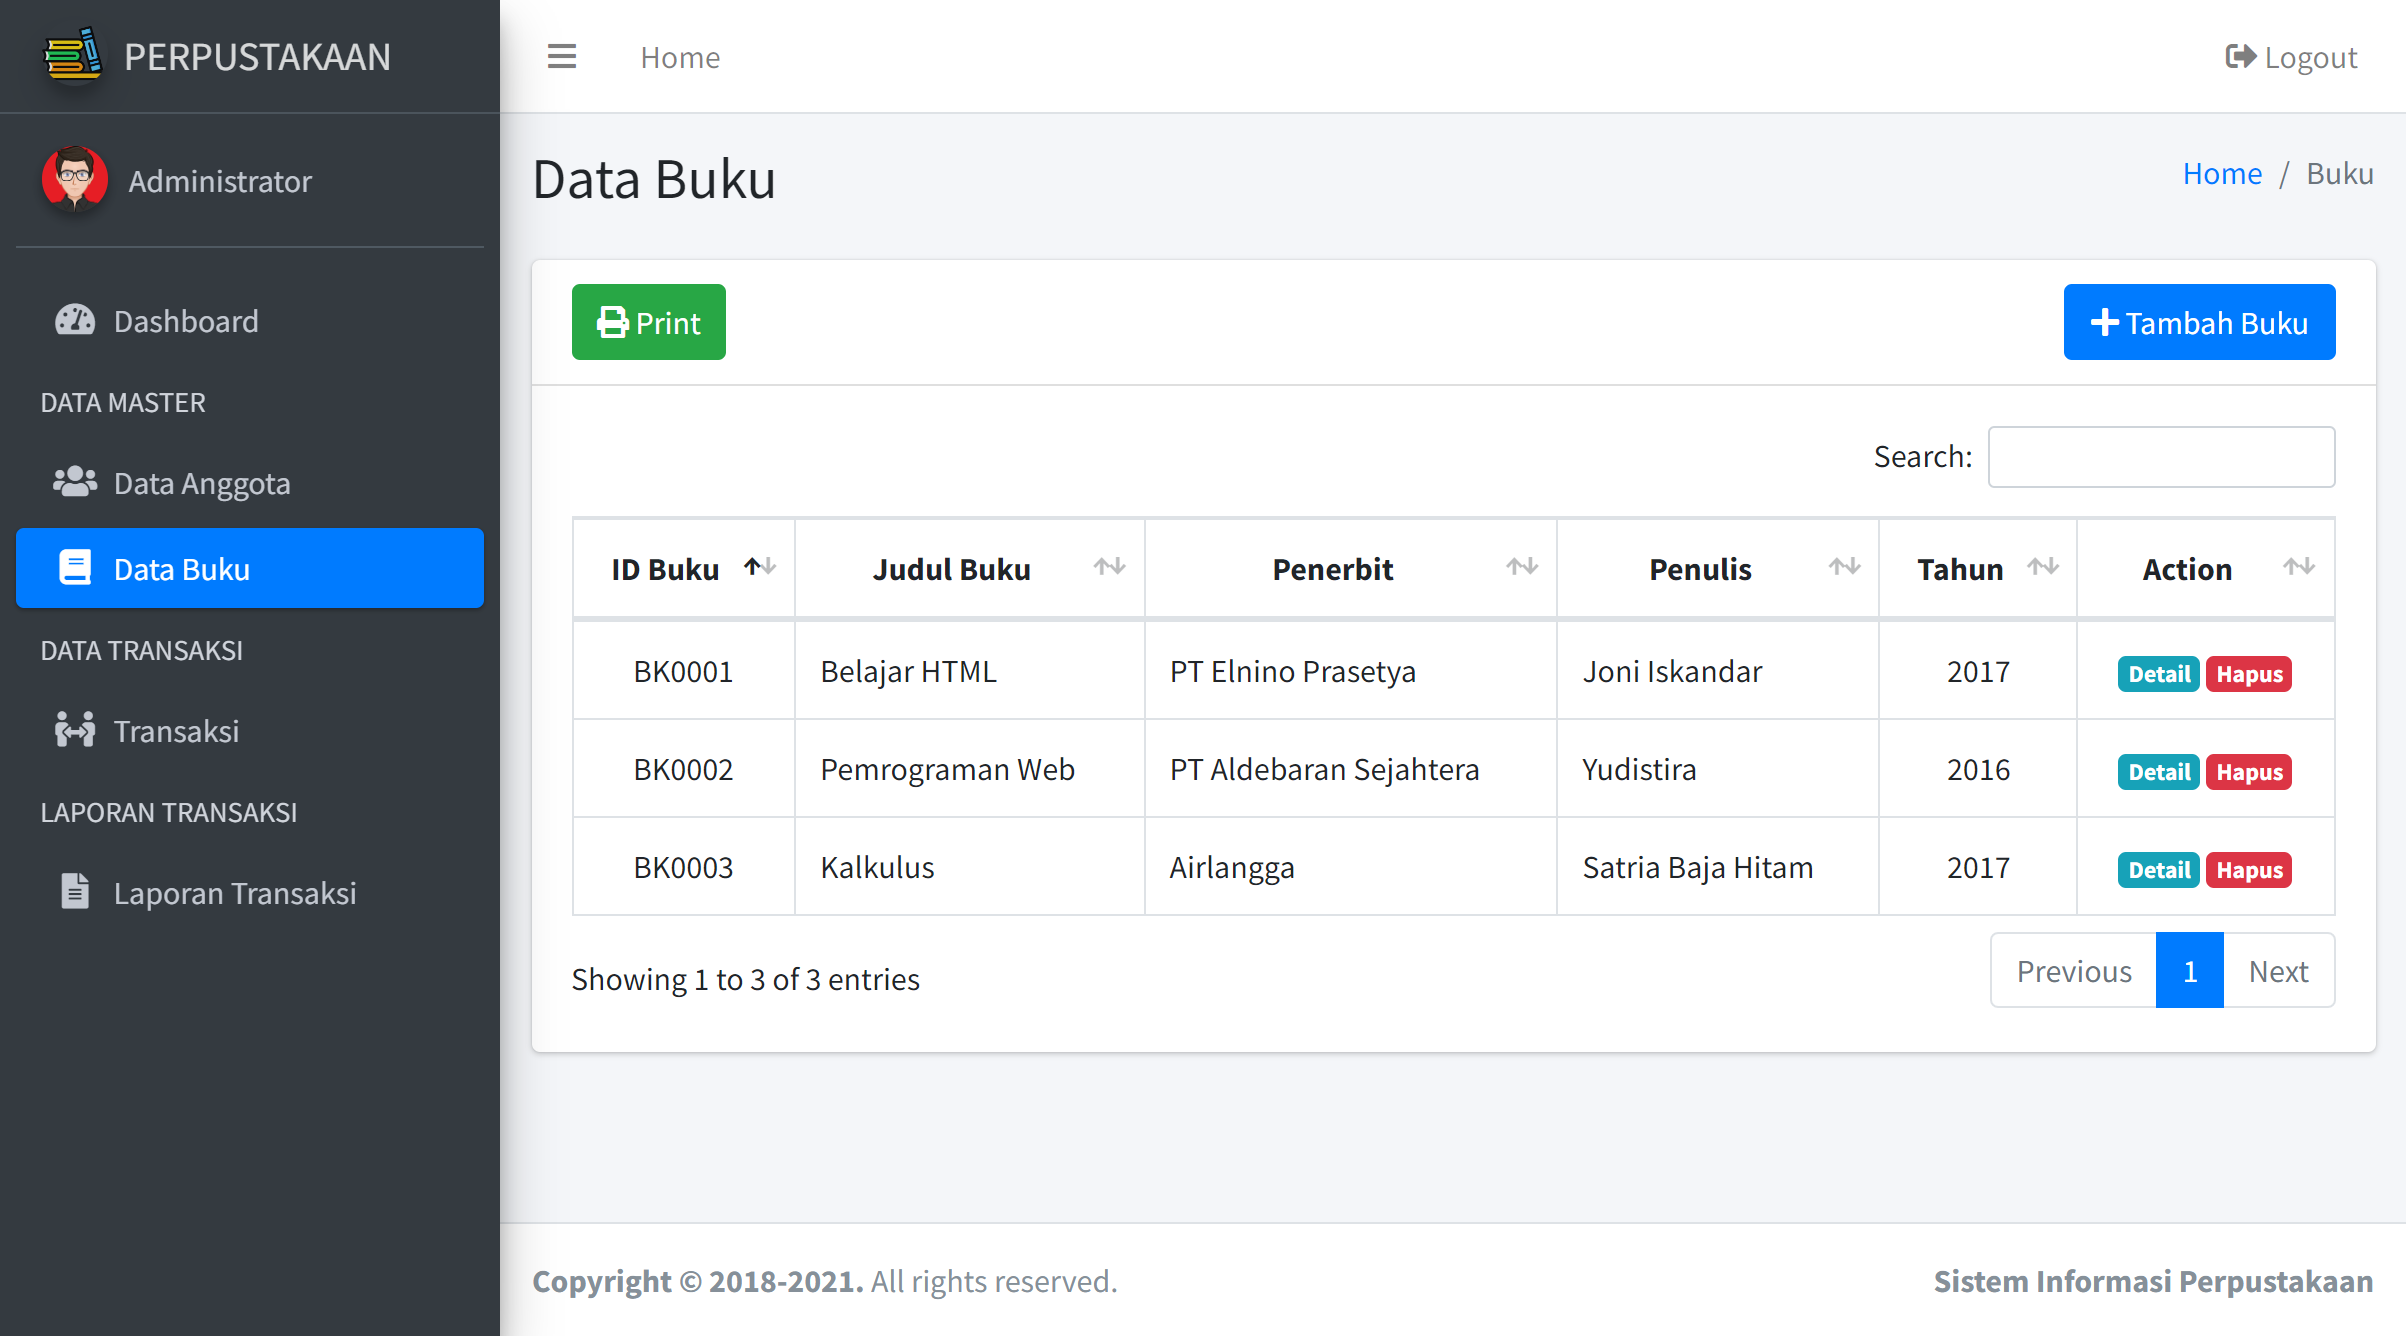 PERPUSTAKAAN
Home
Logout
Administrator
Data Buku
Home / Buku
Dashboard
Print
Tambah Buku
DATA MASTER
Data Anggota
Search:
Data Buku
ID Buku Judul Buku Penerbit Penulis Tahun Action
DATA TRANSAKSI
BK0001 Belajar HTML PT Elnino Prasetya Joni Iskandar 2017 Detail Hapus
Transaksi
BK0002 Pemrograman Web PT Aldebaran Sejahtera Yudistira 2016 Detail Hapus
LAPORAN TRANSAKSI
BK0003 Kalkulus Airlangga Satria Baja Hitam 2017 Detail Hapus
Laporan Transaksi
Showing 1 to 3 of 3 entries
Previous 1 Next
Copyright © 2018-2021. All rights reserved.
Sistem Informasi Perpustakaan